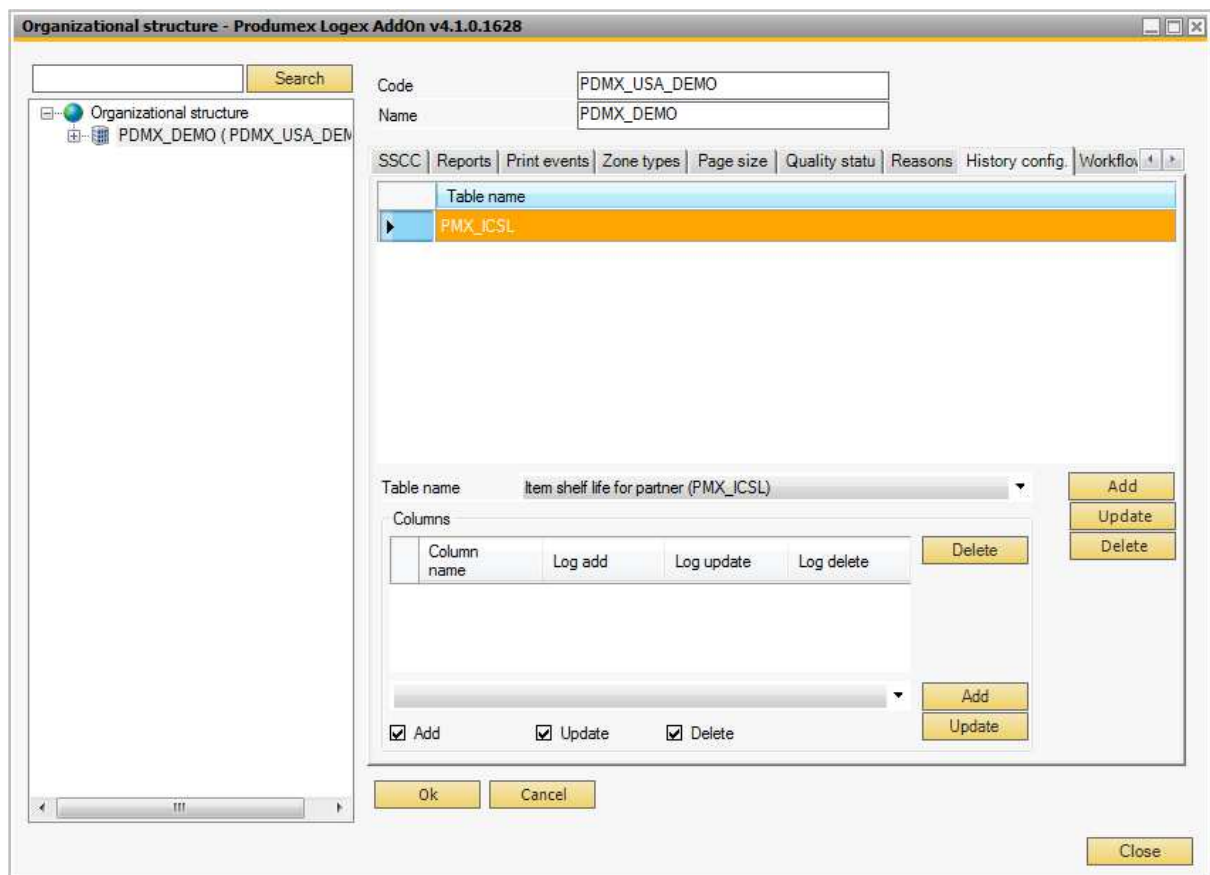 Organizational structure - Produmex Logex AddOn v4.1.0.1628
Search
Organizational structure
PDMX_DEMO ( PDMX_USA_DEM
Code PDMX_USA_DEMO
Name PDMX_DEMO
SSCC Reports Print events Zone types Page size Quality statu Reasons History config. Workflov
Table name
PMX_ICSL
Table name Item shelf life for partner (PMX_ICSL) Add
Update
Columns
Delete
Column name Log add Log update Log delete Delete
Add
Add Update Delete Update
Ok Cancel
Close